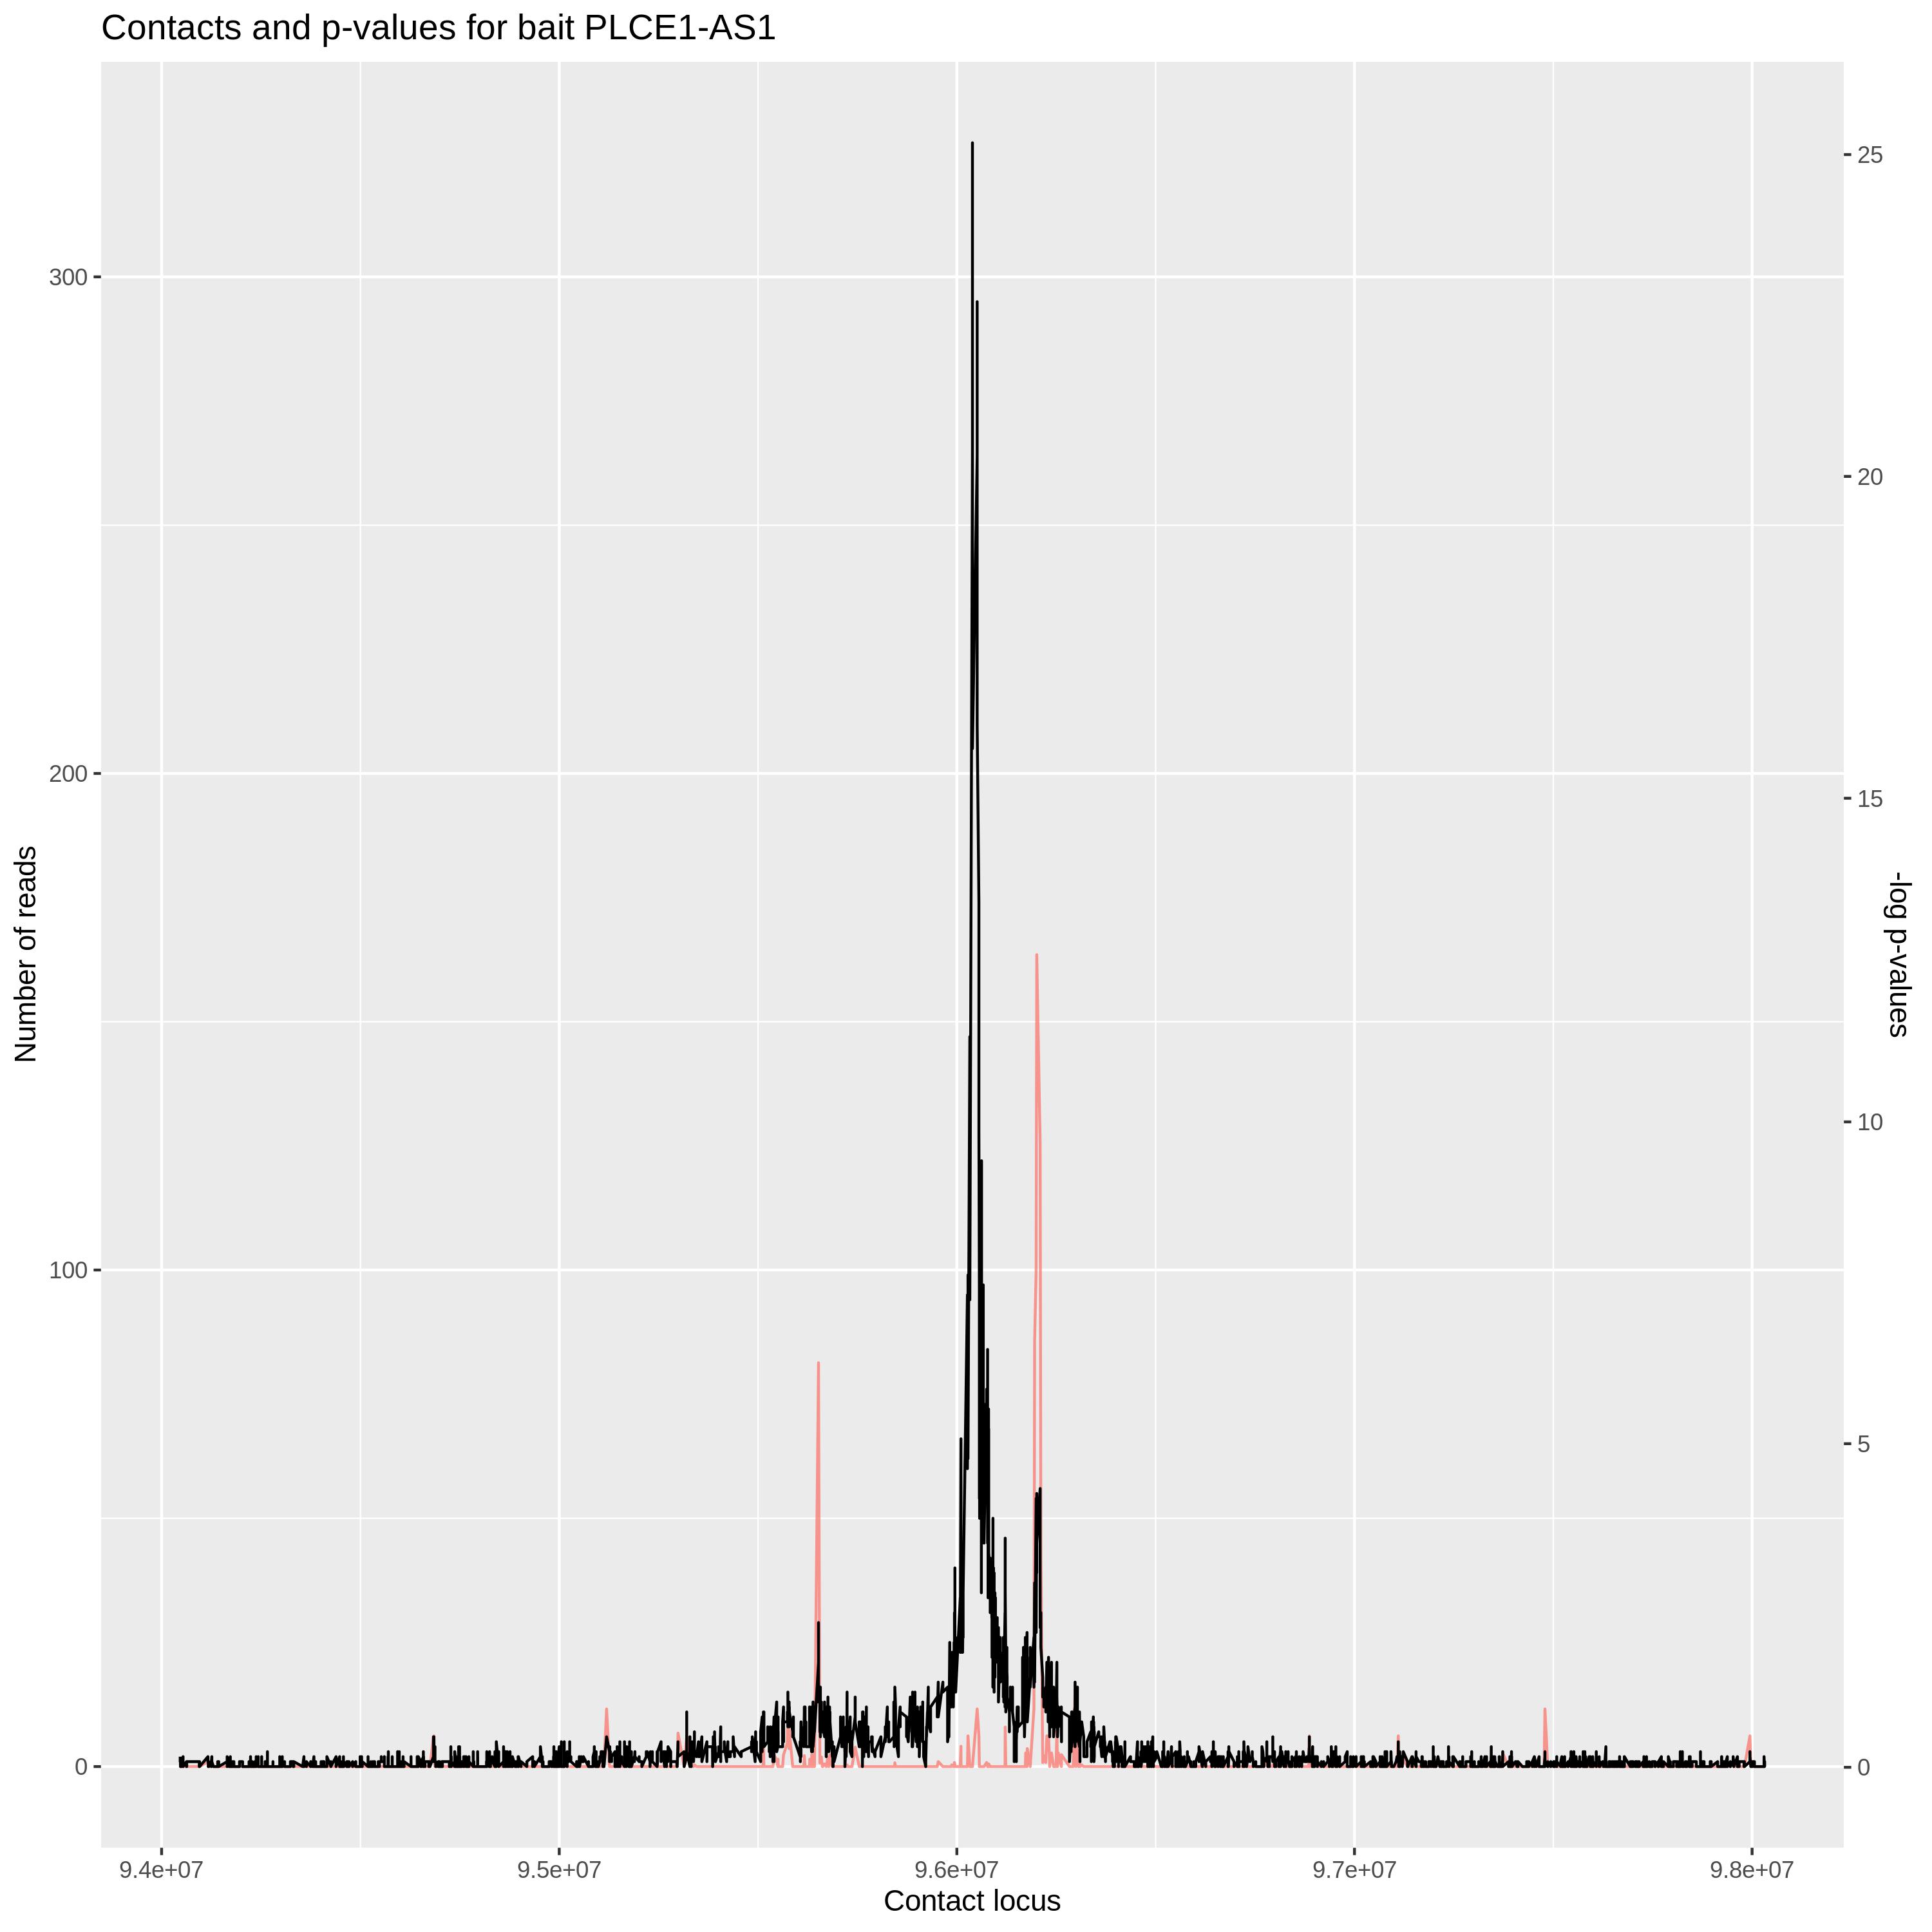 Contacts and p-values for bait PLCE1-AS1
Number of reads
300
200
100
0
25
20
15
10
5
0
-log p-values
9.4e+07
9.5e+07
9.6e+07
9.7e+07
9.8e+07
Contact locus